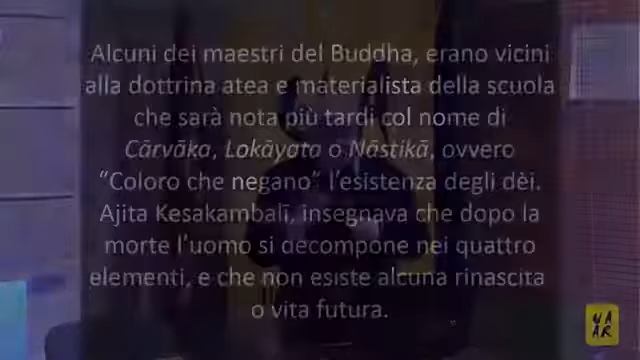 Alcuni dei maestri del Buddha, erano vicini
alla dottrina atea e materialista della scuola
che sarà nota più tardi col nome di
Cārvāka, Lokāyata o Nāstikā, ovvero
“Coloro che negano” l’esistenza degli dèi.
Ajita Kesakambalī, insegnava che dopo la
morte l’uomo si decompone nei quattro
elementi, e che non esiste alcuna rinascita
o vita futura.
UA
AR